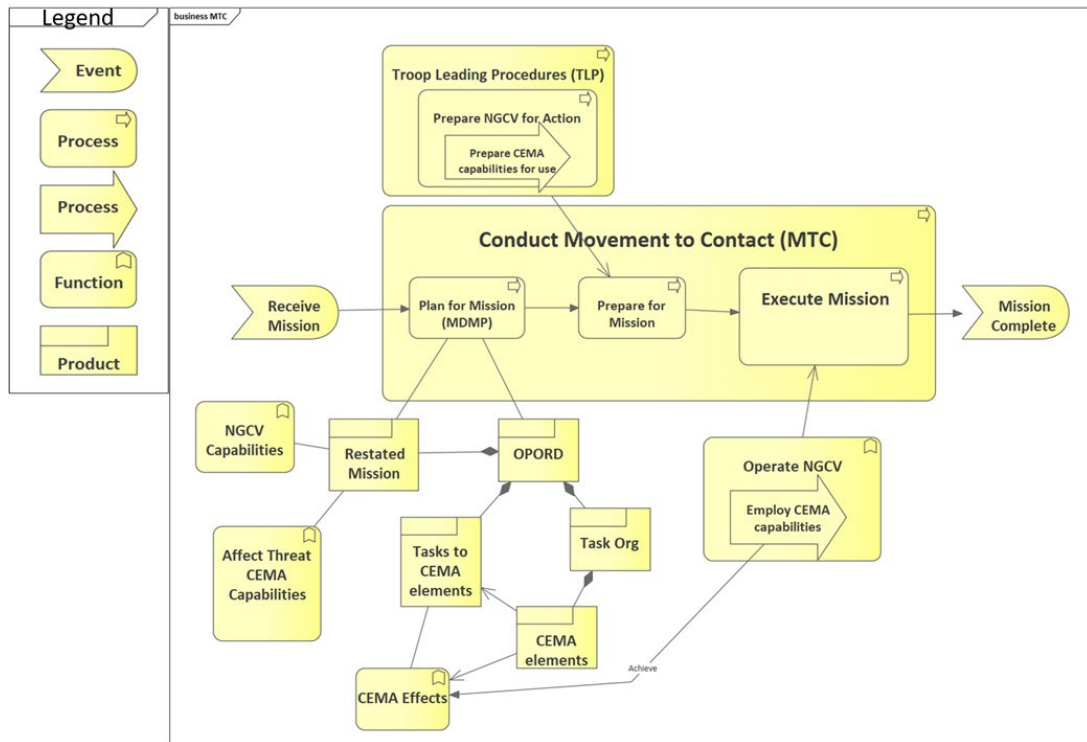 Legend
Event
Process
Process
Function
Product
business MTC
Troop Leading Procedures (TLP)
Prepare NGCV for Action
Prepare CEMA
capabilities for use
Conduct Movement to Contact (MTC)
Receive
Mission
Plan for Mission
(MDMP)
Prepare for
Mission
Execute Mission
Mission
Complete
NGCV
Capabilities
Restated
Mission
OPORD
Operate NGCV
Employ CEMA
capabilities
Affect Threat
CEMA
Capabilities
Tasks to
CEMA
elements
Task Org
CEMA
elements
Achieve
CEMA Effects